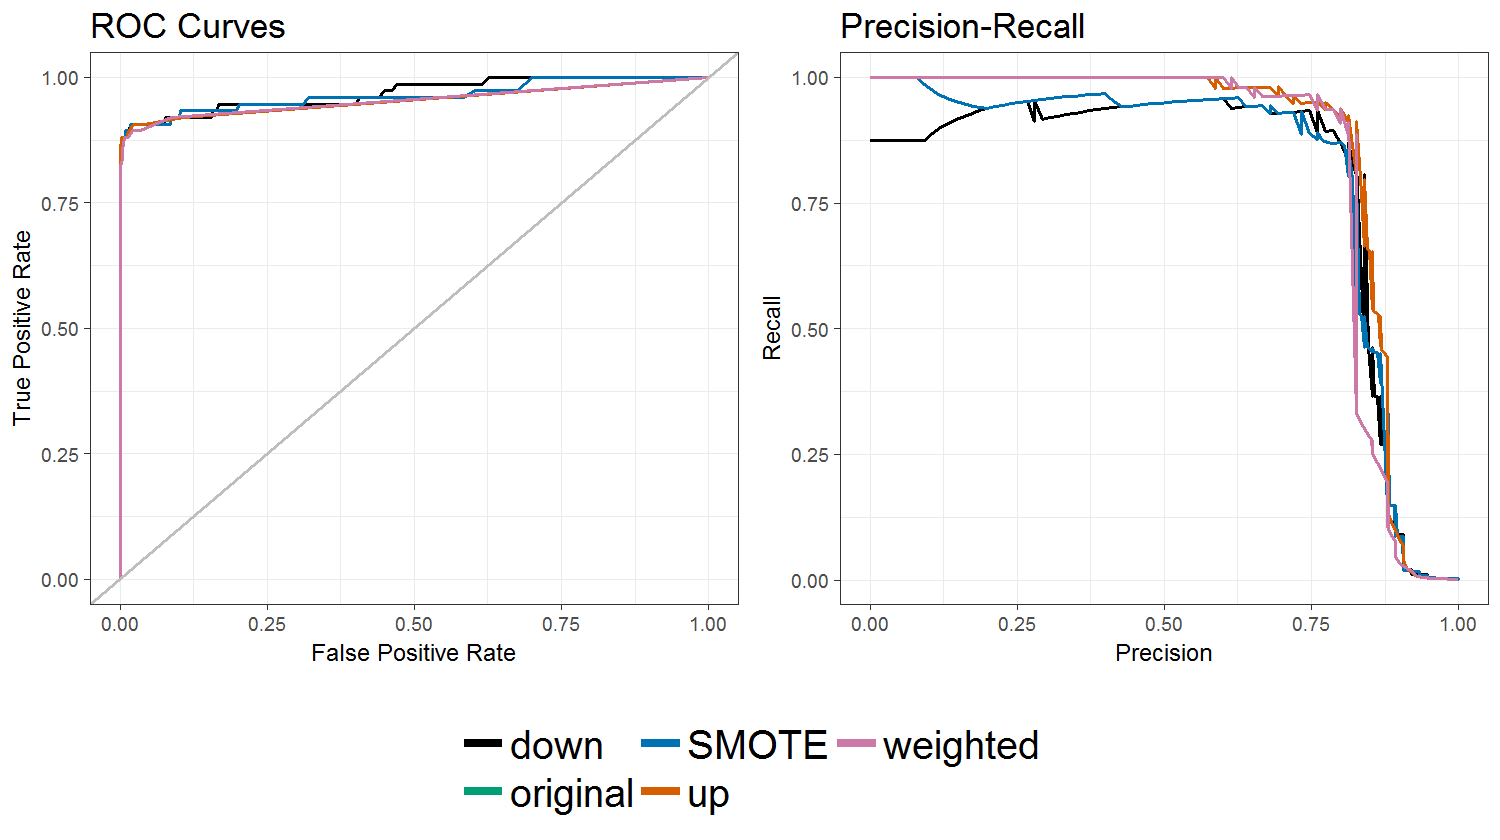 ROC Curves
Precision-Recall
True Positive Rate
1.00
0.75
0.50
0.25
0.00
0.00 0.25 0.50 0.75 1.00
False Positive Rate
Recall
1.00
0.75
0.50
0.25
0.00
0.00 0.25 0.50 0.75 1.00
Precision
down SMOTE weighted
original up